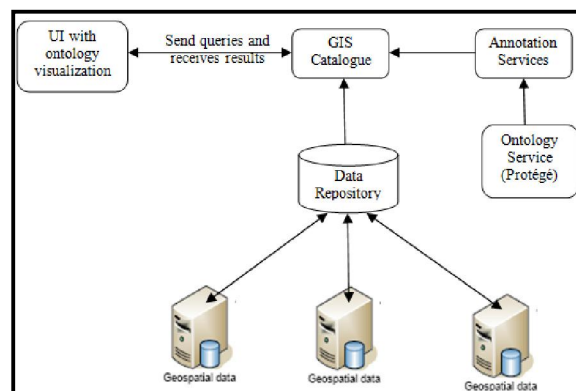 UI with
ontology
visualization
Send queries and
receives results
GIS
Catalogue
Annotation
Services
Ontology
Service
(Protégé)
Data
Repository
Geospatial data
Geospatial data
Geospatial data